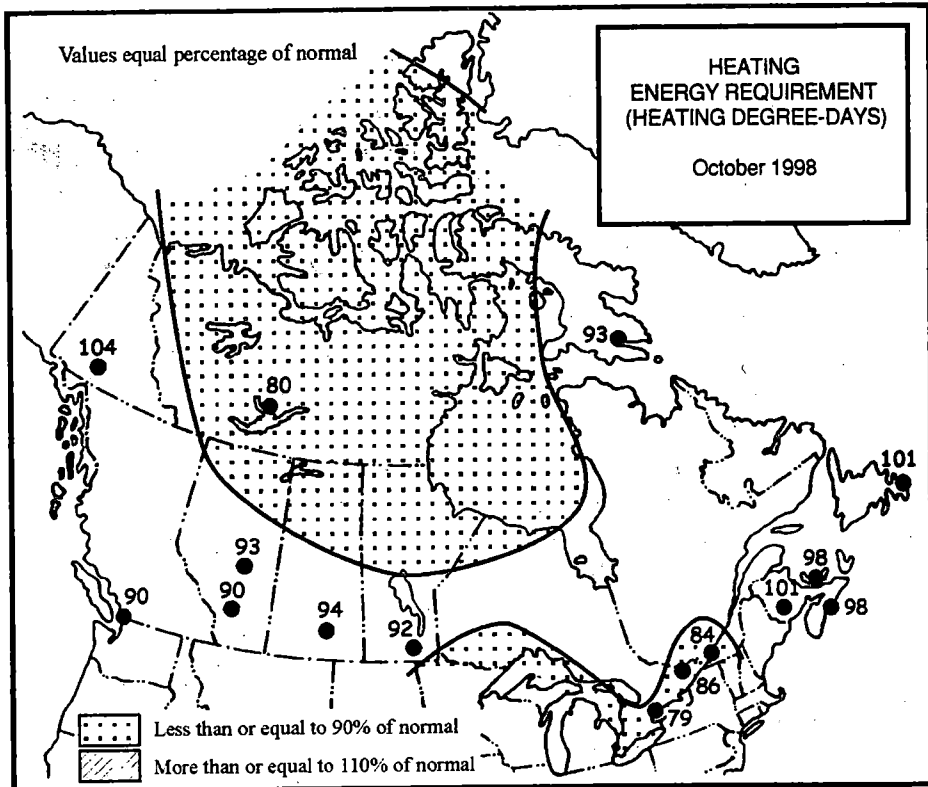 Values equal percentage of normal
HEATING
ENERGY REQUIREMENT
(HEATING DEGREE-DAYS)
October 1998
104
80
93
101
93
90
90
94
92
98
101
98
84
86
79
Less than or equal to 90% of normal
More than or equal to 110% of normal